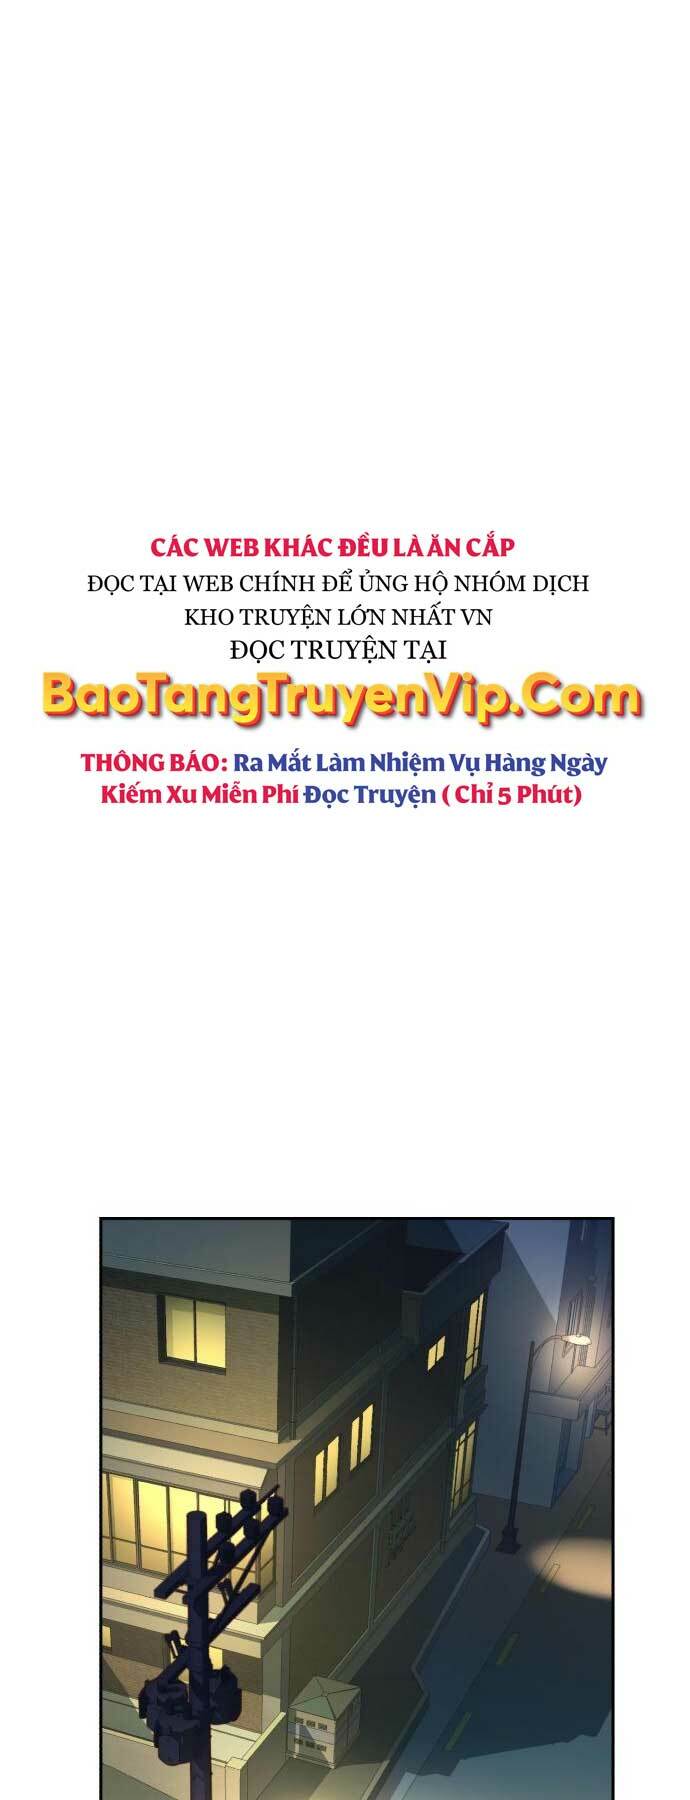 CÁC WEB KHÁC ĐỀU LÀ ĂN CẮP
ĐỌC TẠI WEB CHÍNH ĐỂ ỦNG HỘ NHÓM DỊCH
KHO TRUYỆN LỚN NHẤT VN
ĐỌC TRUYỆN TẠI
BaoTangTruyenVip.Com
THÔNG BÁO: Ra Mắt Làm Nhiệm Vụ Hàng Ngày
Kiếm Xu Miễn Phí Đọc Truyện ( Chỉ 5 Phút)